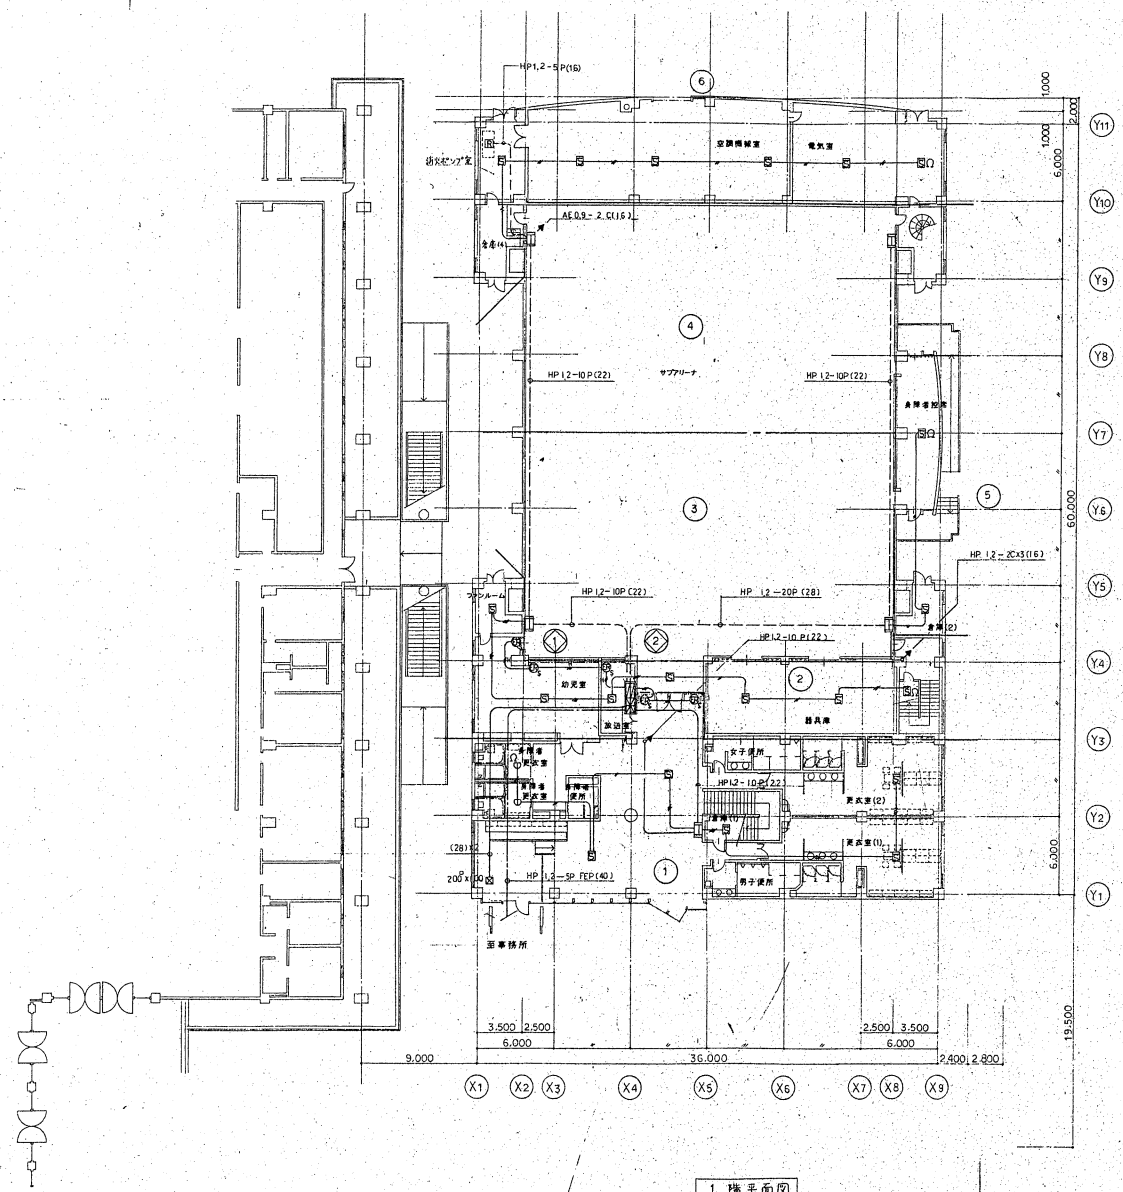 HP1,2-5P(16)
6
1.000
2.000
Y11
消火ポンプ室
R
S
空調機械室
電気室
1.000
6.000
Y10
AE0.9-2C(16)
倉庫(4)
Y9
4
サブアリーナ
HP1,2-10P(22)
HP1,2-10P(22)
Y8
身障者控室
Y7
3
5
Y6
60.000
HP1,2-2C×3(16)
Y5
ファンルーム
HP1,2-10P(22)
HP1,2-20P(28)
倉庫(2)
1
2
HP1,2-10P(22)
Y4
幼児室
放送室
2
器具庫
Y3
身障者
更衣室
女子便所
身障者
更衣室
身障者
便所
HP1,2-10P(22)
更衣室(2)
倉庫(1)
Y2
(28)×2
更衣室(1)
6.000
P
200×100
HP1,2-5P FEP(40)
1
男子便所
Y1
至事務所
3.500
2.500
2.500
3.500
6.000
6.000
9.000
36.000
2.400
2.800
19.500
X1
X2
X3
X4
X5
X6
X7
X8
X9
1階平面図